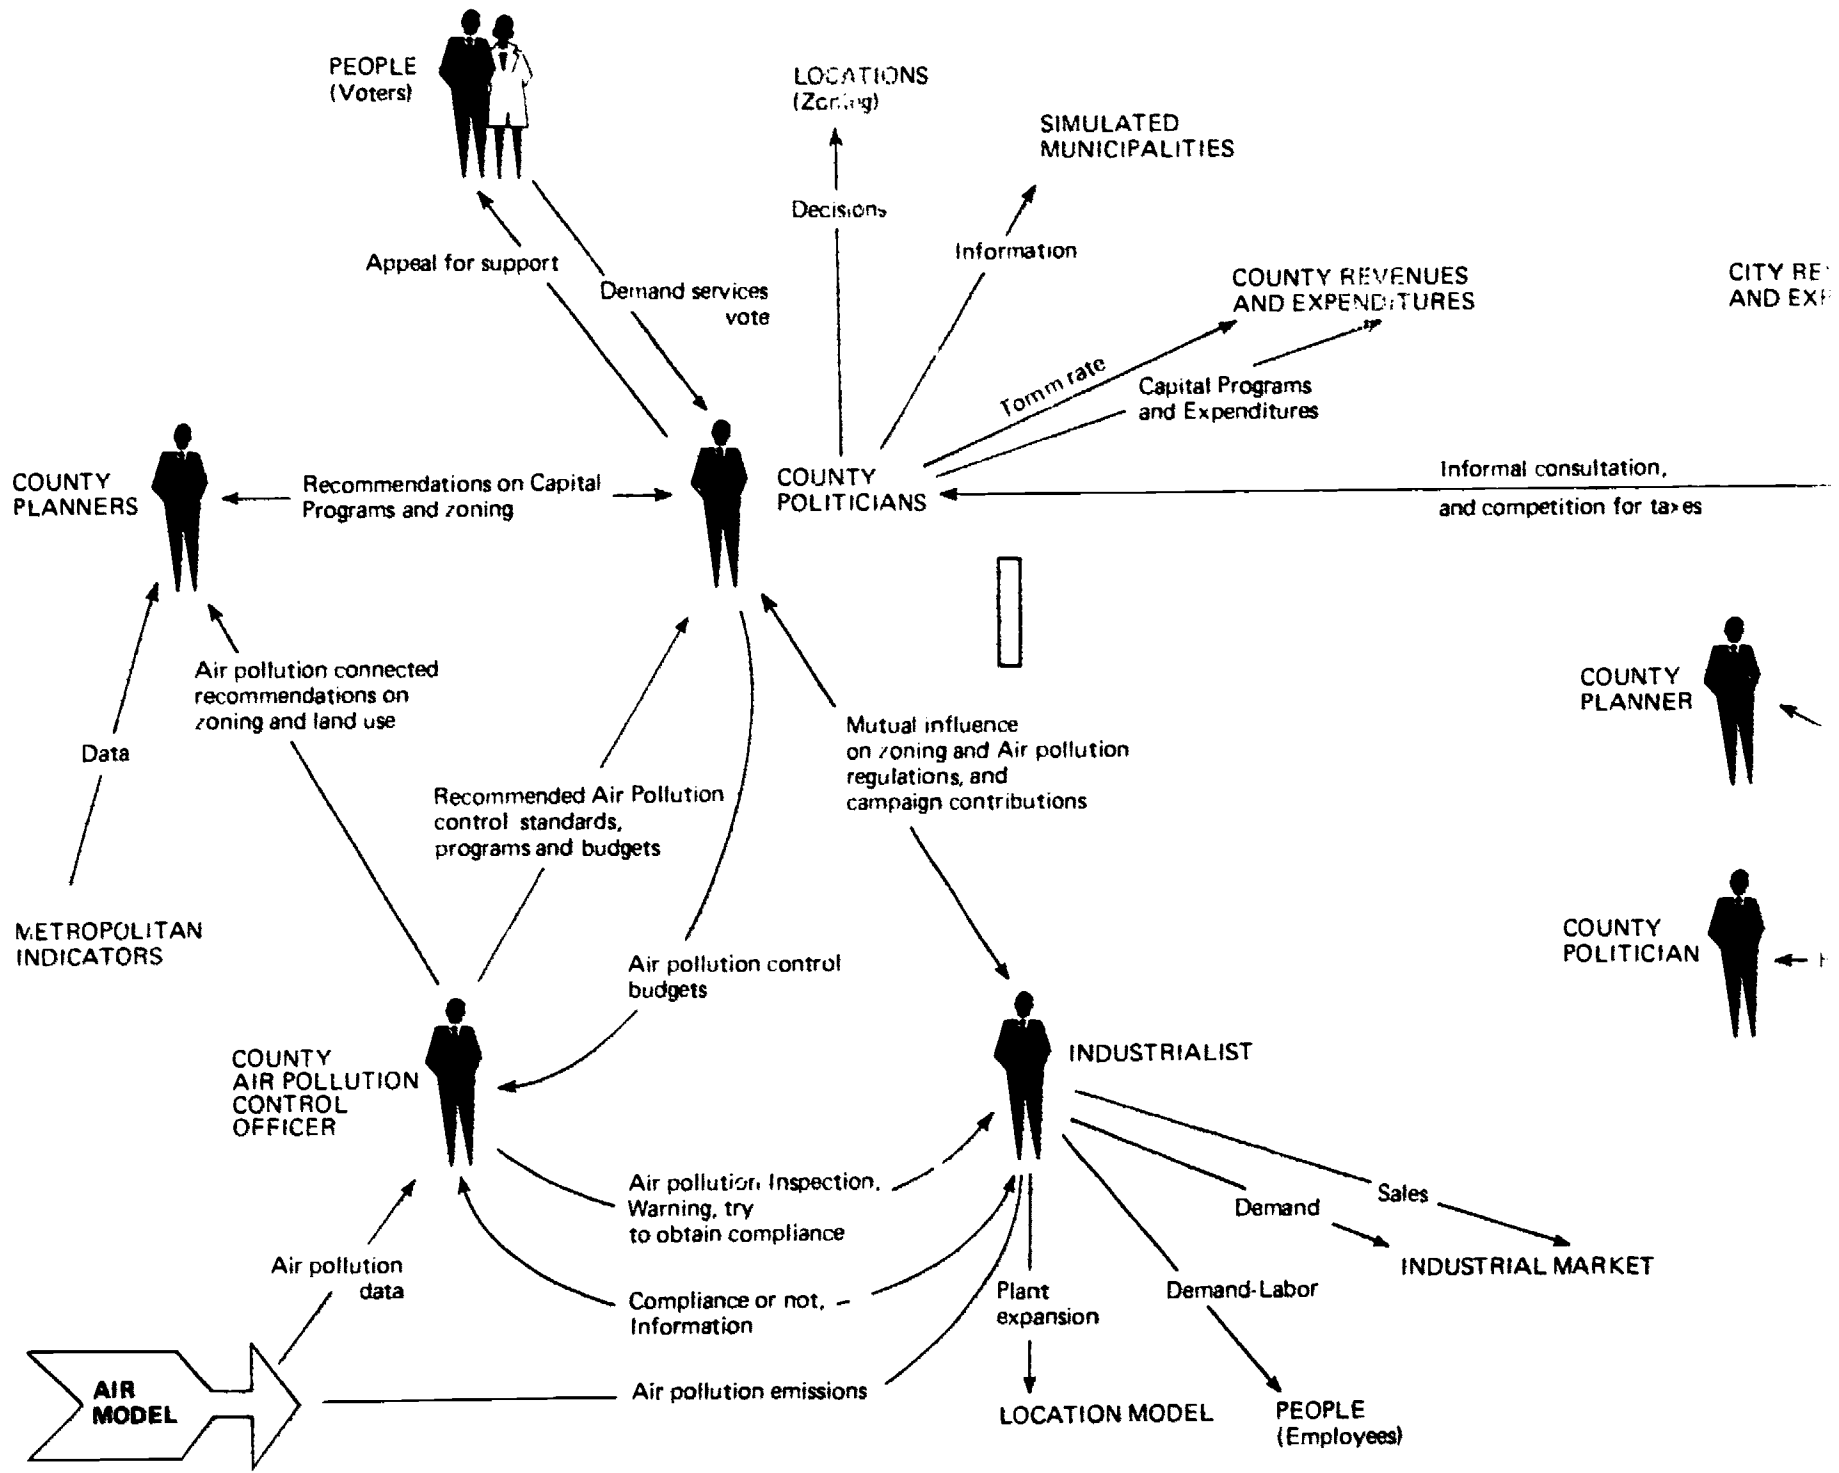 PEOPLE
(Voters)
LOCATIONS
(Zoning)
SIMULATED
MUNICIPALITIES
Decisions
Information
Appeal for support
Demand services
vote
COUNTY REVENUES
AND EXPENDITURES
CITY RE
AND EXP
Tomm rate
Capital Programs
and Expenditures
COUNTY
PLANNERS
Recommendations on Capital
Programs and zoning
COUNTY
POLITICIANS
Informal consultation,
and competition for taxes
Air pollution connected
recommendations on
zoning and land use
Data
COUNTY
PLANNER
Mutual influence
on zoning and Air pollution
regulations, and
campaign contributions
Recommended Air Pollution
control standards,
programs and budgets
METROPOLITAN
INDICATORS
Air pollution control
budgets
COUNTY
POLITICIAN
COUNTY
AIR POLLUTION
CONTROL
OFFICER
INDUSTRIALIST
Air pollution Inspection,
Warning, try
to obtain compliance
Sales
Demand
INDUSTRIAL MARKET
Air pollution
data
Compliance or not,
Information
Plant
expansion
Demand-Labor
AIR
MODEL
Air pollution emissions
LOCATION MODEL
PEOPLE
(Employees)